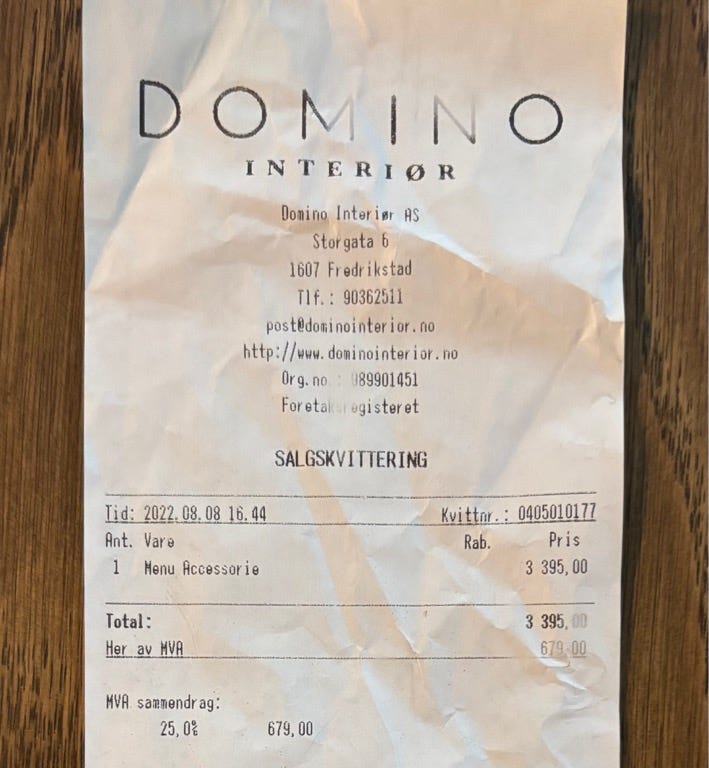 DOMINO
INTERIØR
Domino Interiør AS
Storgata 6
1607 Fredrikstad
Tlf.: 90362511
post@dominointerior.no
http://www.dominointerior.no
Org.no : 989901451
Foretaksregisteret
SALGSKVITTERING
Tid: 2022.08.08 16.44 Kvittnr.: 0405010177
Ant. Vare Rab. Pris
1 Menu Accessorie 3 395,00
Total: 3 395,00
Her av MVA 679,00
MVA sammendrag:
25,0% 679,00